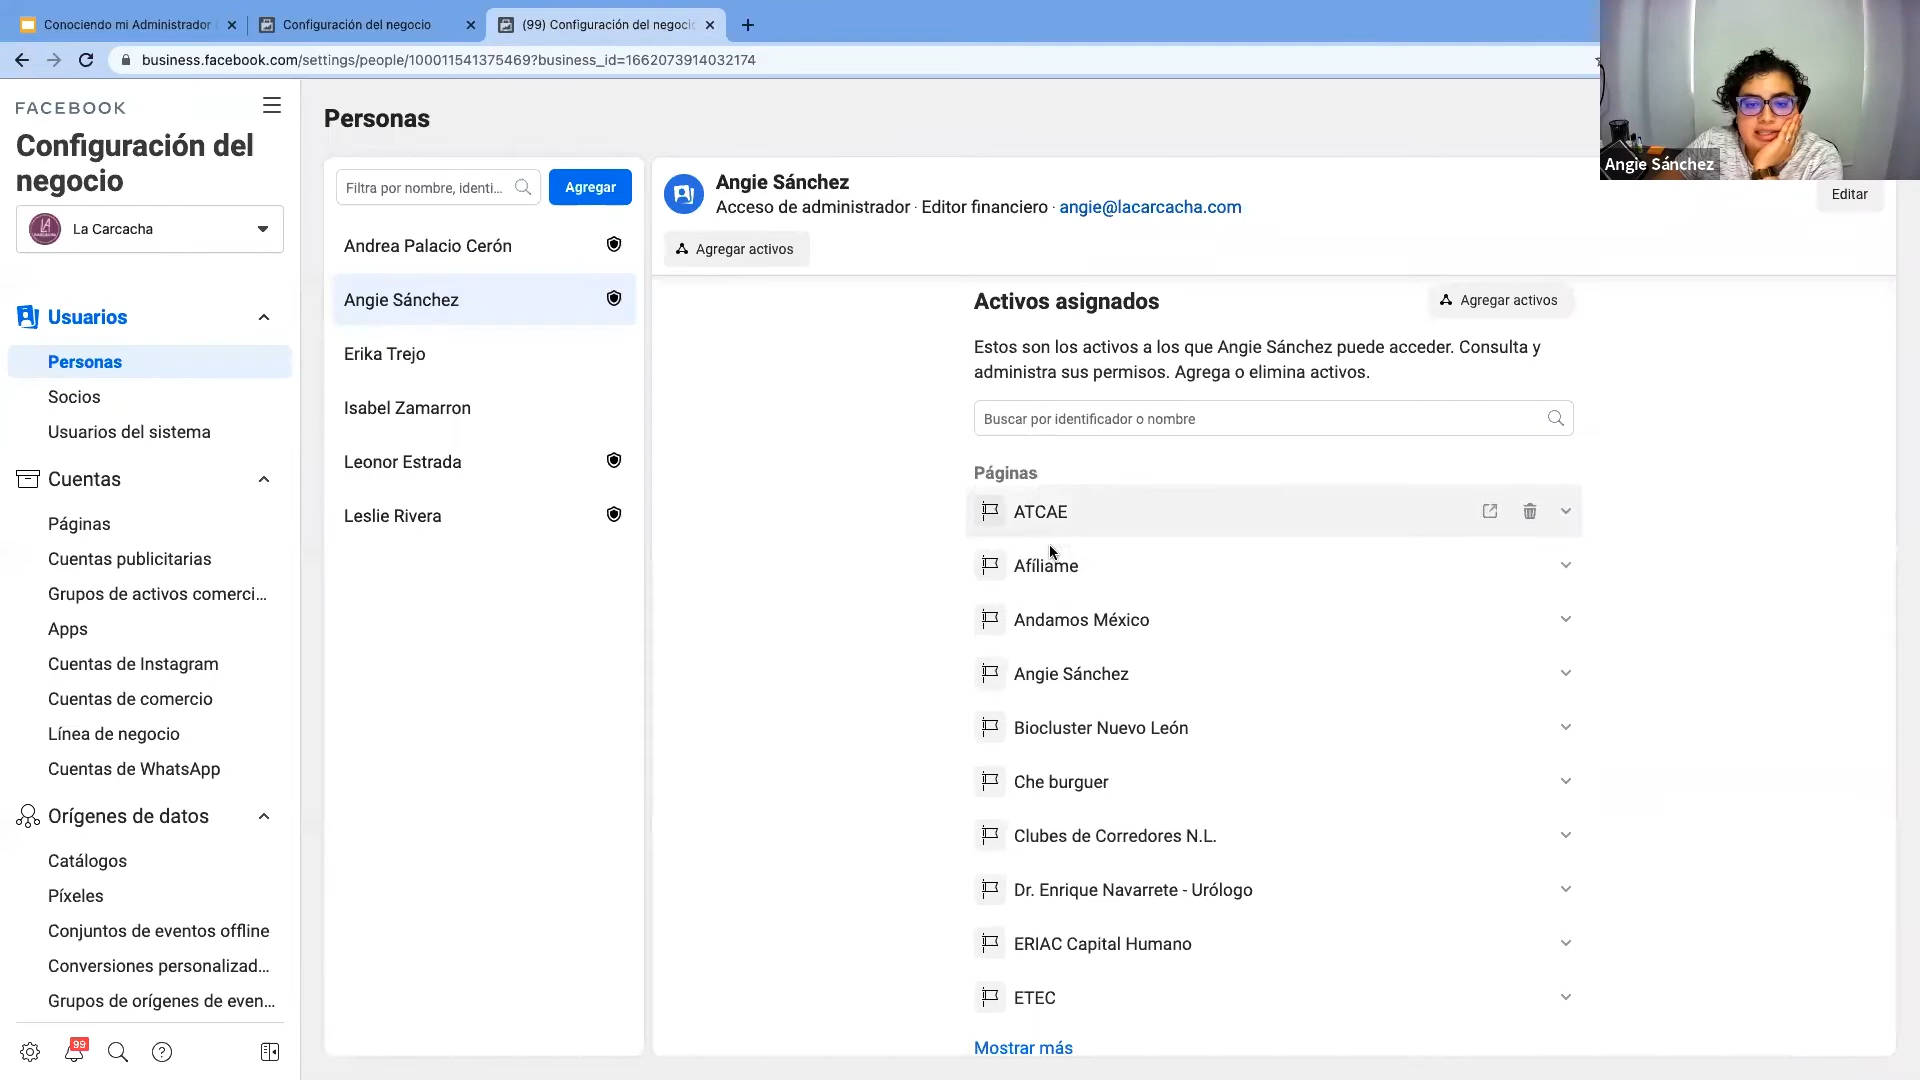 Conociendo mi Administrador
Configuración del negocio
(99) Configuración del negocio
business.facebook.com/settings/people/100011541375469?business_id=1662073914032174
FACEBOOK
Configuración del
negocio
La Carcacha
Usuarios
Personas
Socios
Usuarios del sistema
Cuentas
Páginas
Cuentas publicitarias
Grupos de activos comerci...
Apps
Cuentas de Instagram
Cuentas de comercio
Línea de negocio
Cuentas de WhatsApp
Orígenes de datos
Catálogos
Píxeles
Conjuntos de eventos offline
Conversiones personalizad...
Grupos de orígenes de even...
99
Personas
Filtra por nombre, identi...
Agregar
Andrea Palacio Cerón
Angie Sánchez
Erika Trejo
Isabel Zamarron
Leonor Estrada
Leslie Rivera
Angie Sánchez
Acceso de administrador · Editor financiero · angie@lacarcacha.com
Editar
Agregar activos
Activos asignados
Agregar activos
Estos son los activos a los que Angie Sánchez puede acceder. Consulta y
administra sus permisos. Agrega o elimina activos.
Buscar por identificador o nombre
Páginas
ATCAE
Afíliame
Andamos México
Angie Sánchez
Biocluster Nuevo León
Che burguer
Clubes de Corredores N.L.
Dr. Enrique Navarrete - Urólogo
ERIAC Capital Humano
ETEC
Mostrar más
Angie Sánchez